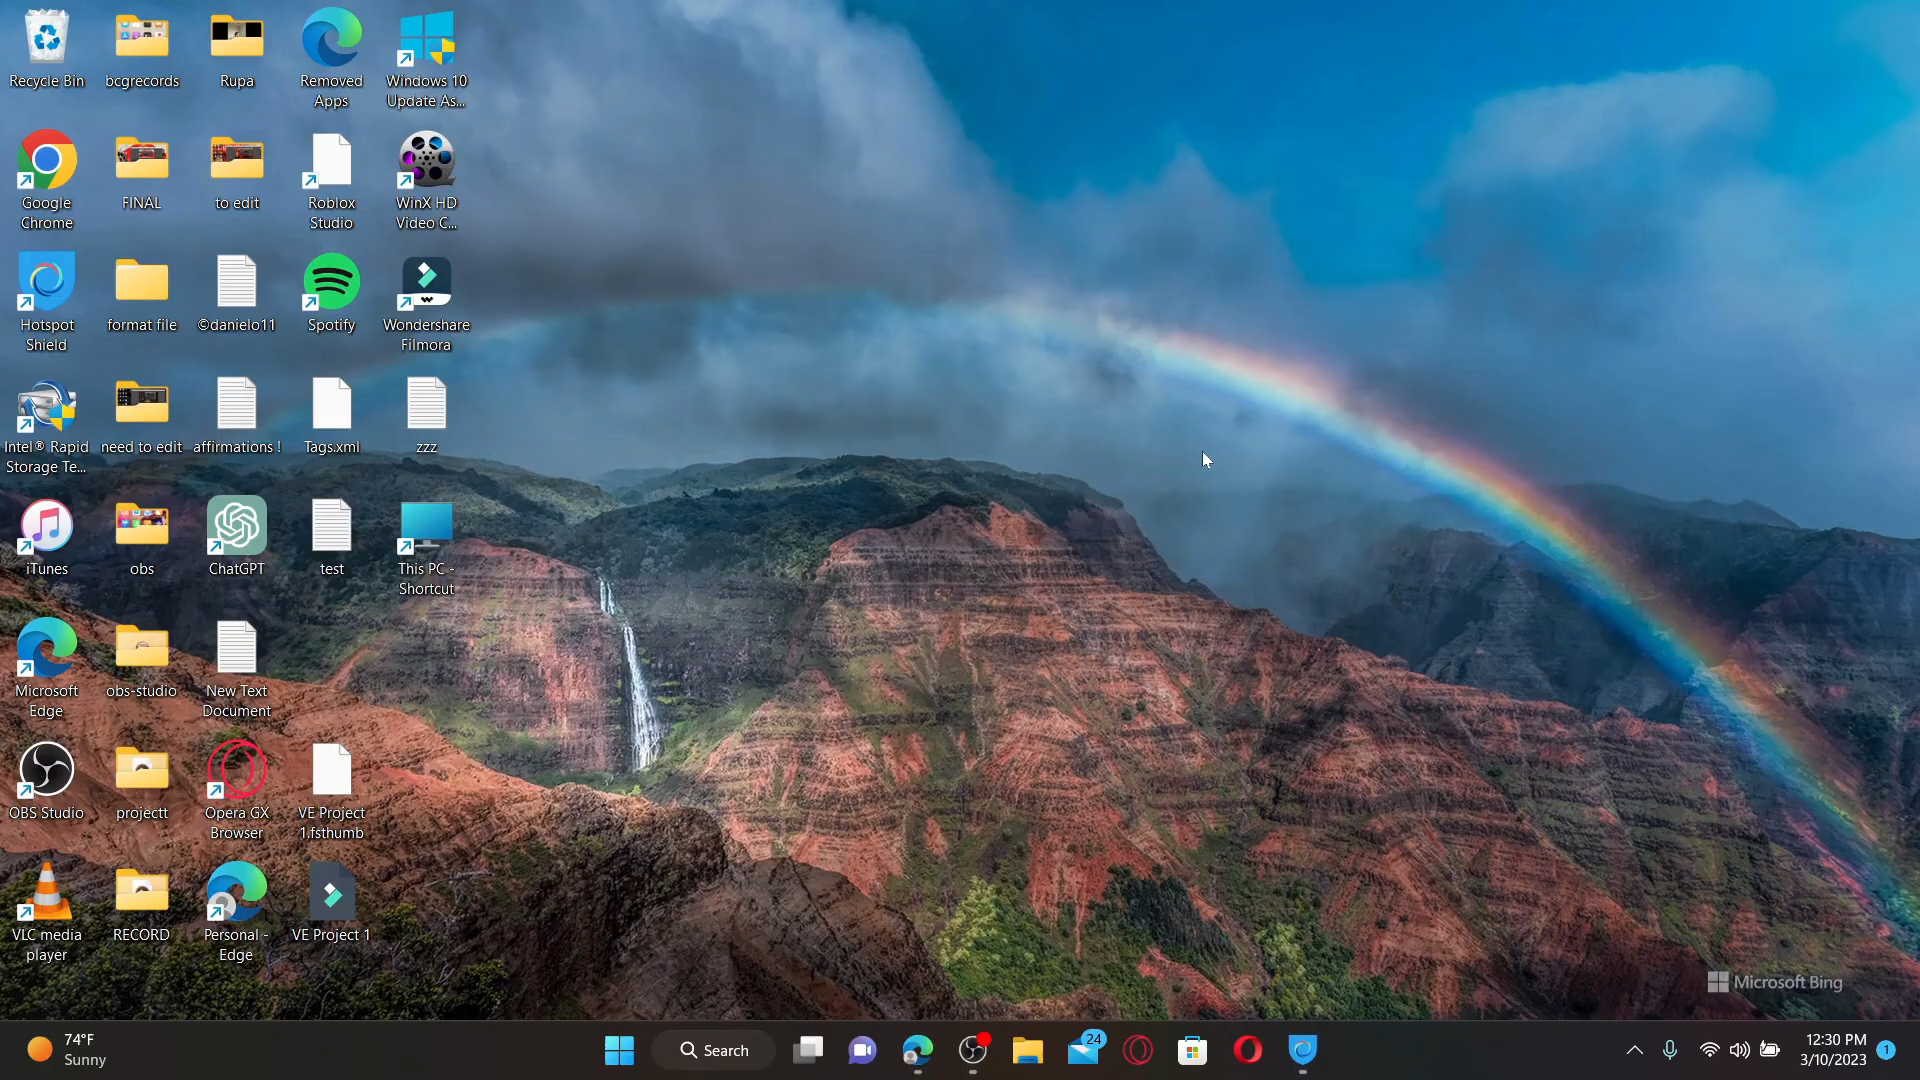 Recycle Bin
bcgrecords
Rupa
Removed
Apps
Windows 10
Update As...
Google
Chrome
FINAL
to edit
Roblox
Studio
WinX HD
Video C...
Hotspot
Shield
format file
©danielo11
Spotify
Wondershare
Filmora
Intel® Rapid
Storage Te...
need to edit
affirmations !
Tags.xml
zzz
iTunes
obs
ChatGPT
test
This PC -
Shortcut
Microsoft
Edge
obs-studio
New Text
Document
OBS Studio
projectt
Opera GX
Browser
VE Project
1.fsthumb
VLC media
player
RECORD
Personal -
Edge
VE Project 1
Microsoft Bing
74°F
Sunny
Search
24
12:30 PM
3/10/2023
1